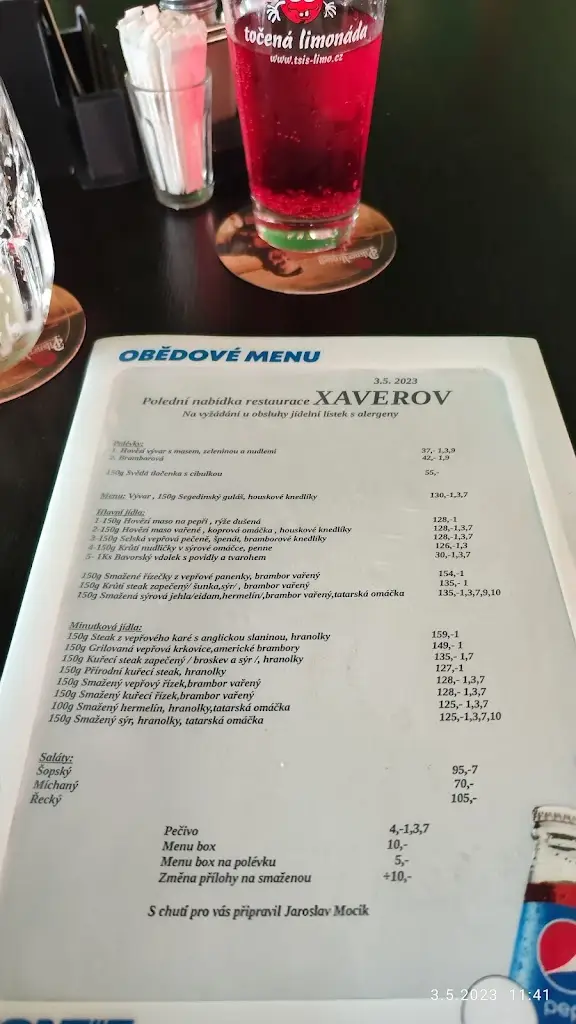 točená limonáda
www.tsis-limo.cz
OBĚDOVÉ MENU
3.5. 2023
Polední nabídka restaurace XAVEROV
Na vyžádání u obsluhy jídelní lístek s alergeny
Polévky:
1. Hovězí vývar s masem, zeleninou a nudlemi 37,- 1,3,9
2. Bramborová 42,- 1,9
150g Světlá tlačenka s cibulkou 55,-
Menu: Vývar , 150g Segedínský guláš, houskové knedlíky 130,-1,3,7
Hlavní jídla:
1-150g Hovězí maso na pepři , rýže dušená 128,-1
2-150g Hovězí maso vařené , koprová omáčka , houskové knedlíky 128,-1,3,7
3-150g Selská vepřová pečeně, špenát, bramborové knedlíky 128,-1,3,7
4-150g Krůtí nudličky v sýrové omáčce, penne 126,-1,3
5- 1Ks Bavorský vdolek s povidly a tvarohem 30,-1,3,7
150g Smažené řízečky z vepřové panenky, brambor vařený 154,-1
150g Krůtí steak zapečený/ šunka,sýr/ , brambor vařený 135,- 1
150g Smažená sýrová jehla/eidam,hermelín/,brambor vařený,tatarská omáčka 135,-1,3,7,9,10
Minutková jídla:
150g Steak z vepřového karé s anglickou slaninou, hranolky 159,-1
150g Grilovaná vepřová krkovice,americké brambory 149,- 1
150g Kuřecí steak zapečený / broskev a sýr /, hranolky 135,- 1,7
150g Přírodní kuřecí steak, hranolky 127,-1
150g Smažený vepřový řízek,brambor vařený 128,- 1,3,7
150g Smažený kuřecí řízek,brambor vařený 128,- 1,3,7
100g Smažený hermelín, hranolky,tatarská omáčka 125,- 1,3,7
150g Smažený sýr, hranolky, tatarská omáčka 125,-1,3,7,10
Saláty:
Šopský 95,-7
Míchaný 70,-
Řecký 105,-
Pečivo 4,-1,3,7
Menu box 10,-
Menu box na polévku 5,-
Změna přílohy na smaženou +10,-
S chutí pro vás připravil Jaroslav Mocik
3.5.2023 11:41